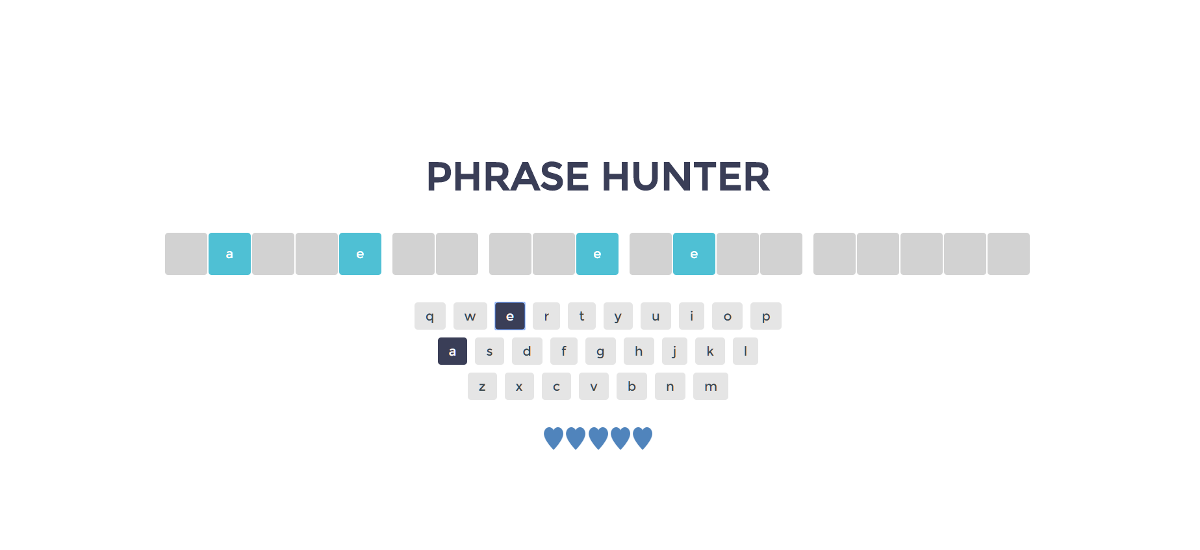 PHRASE HUNTER
a e e e
q w e r t y u i o p
a s d f g h j k l
z x c v b n m